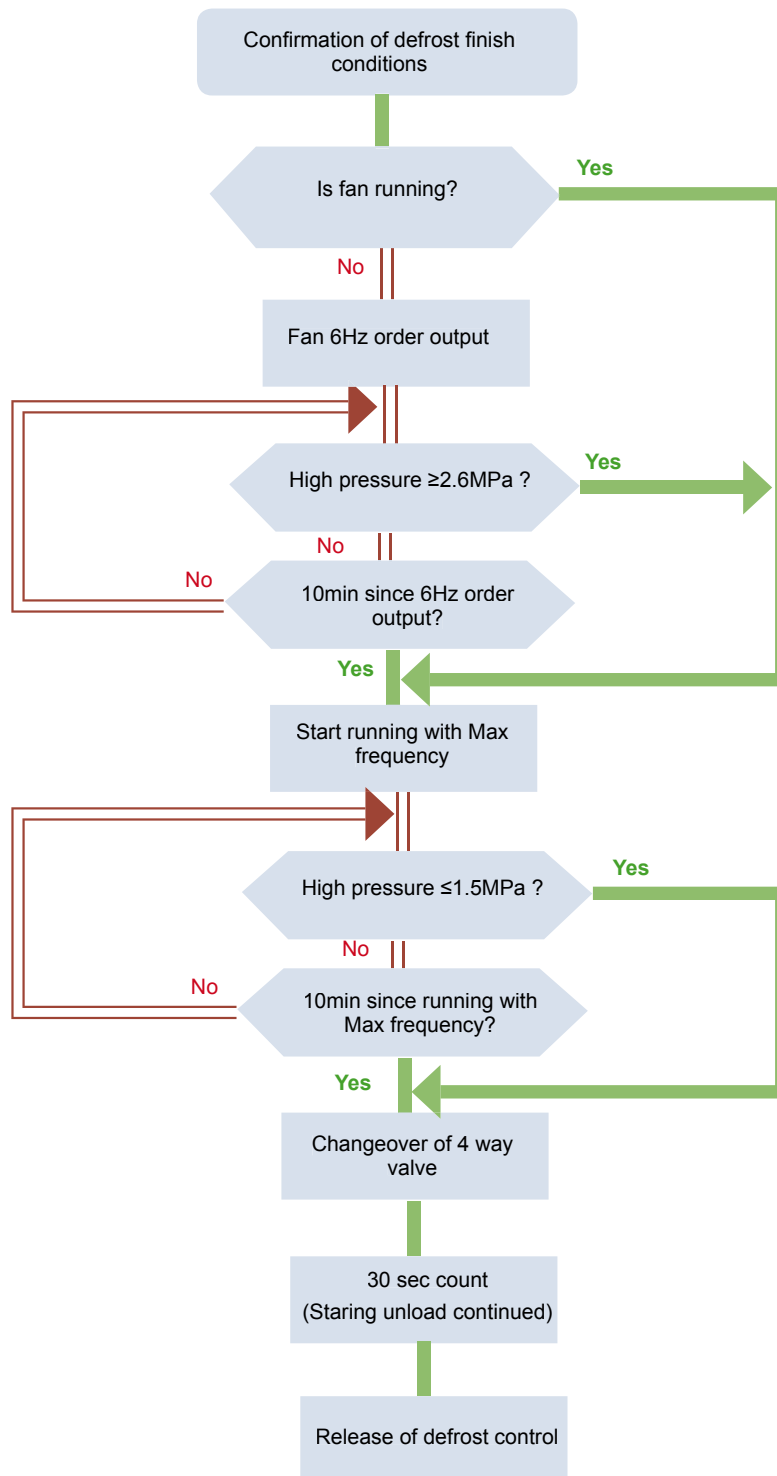 Confirmation of defrost finish
conditions
Yes
Is fan running?
No
Fan 6Hz order output
Yes
High pressure ≥2.6MPa ?
No
No
10min since 6Hz order
output?
Yes
Start running with Max
frequency
Yes
High pressure ≤1.5MPa ?
No
No
10min since running with
Max frequency?
Yes
Changeover of 4 way
valve
30 sec count
(Staring unload continued)
Release of defrost control